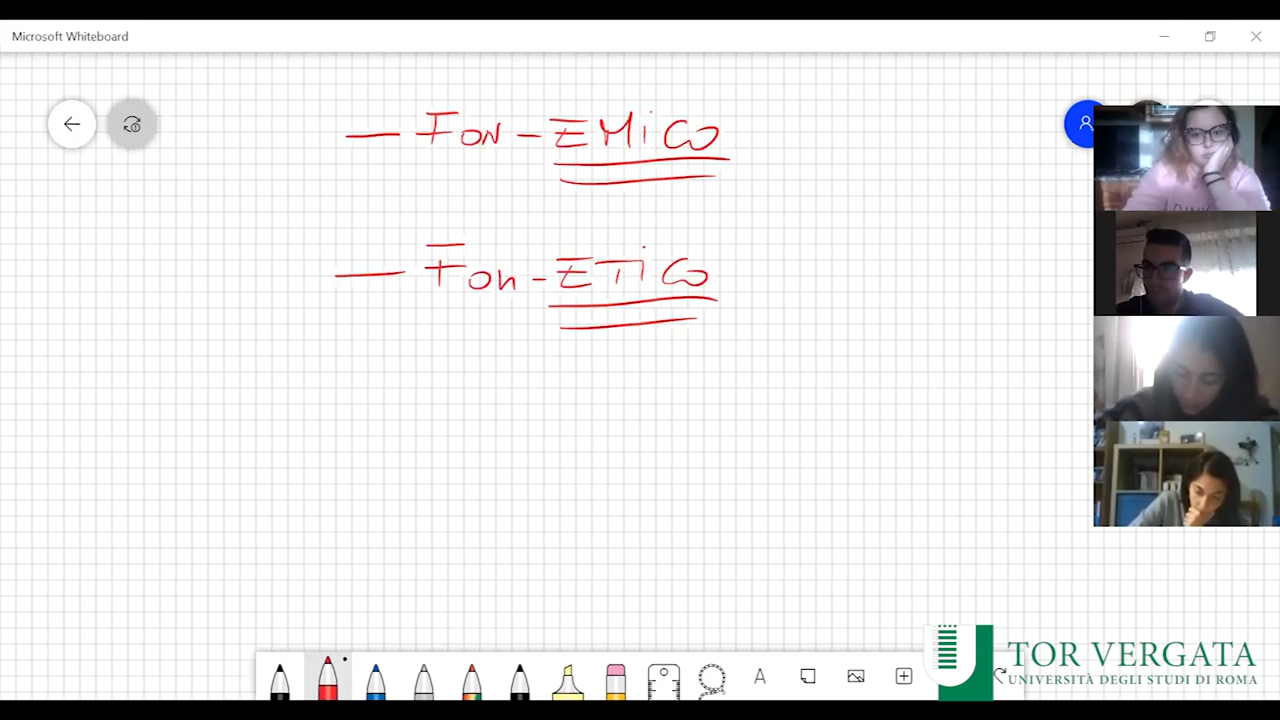 Microsoft Whiteboard
— FON - EMiCO
— FOn - ETiCO
TOR VERGATA
UNIVERSITÀ DEGLI STUDI DI ROMA